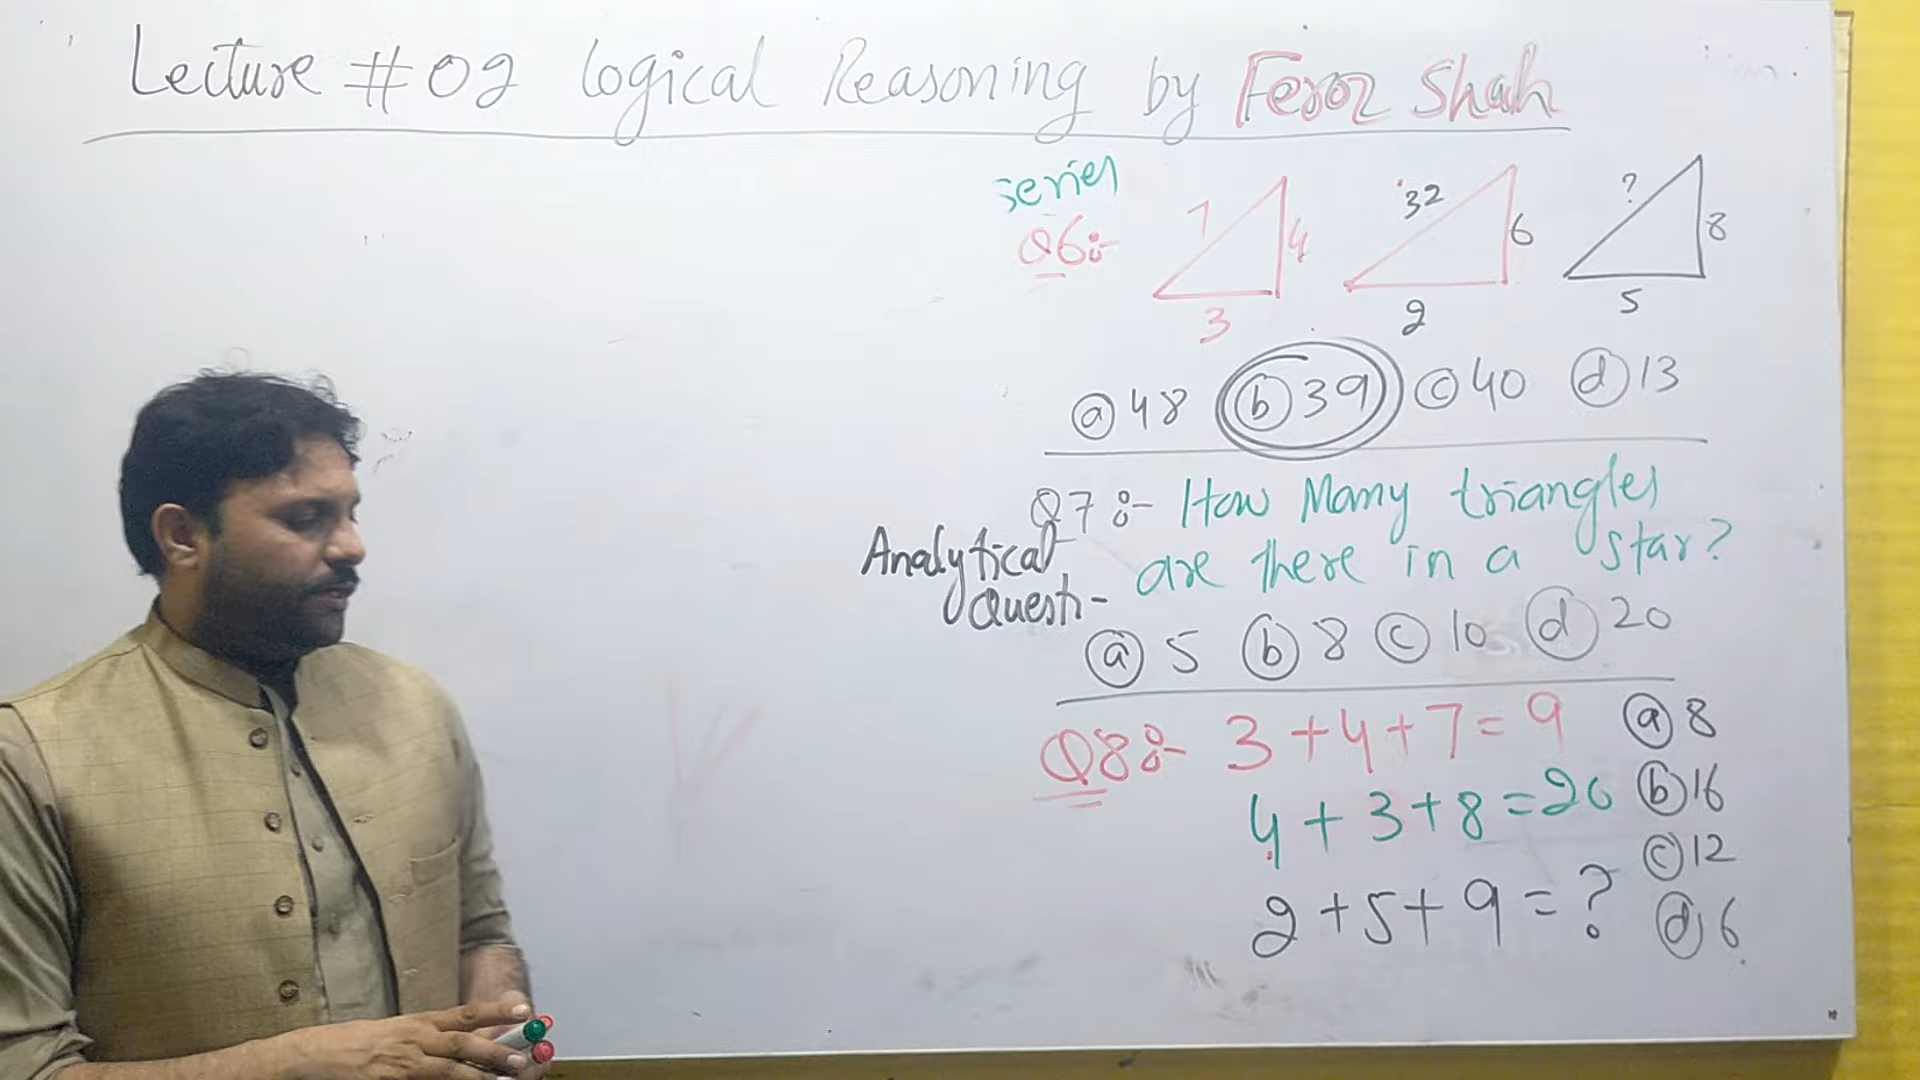 Lecture #02 Logical Reasoning by Feroz Shah
series
Q6:-
7 4 3
32 6 2
? 8 5
(a) 48 (b) 39 (c) 40 (d) 13
Q7:- How Many triangles
are there in a star?
Analytical
Questi-
(a) 5 (b) 8 (c) 10 (d) 20
Q8:- 3+4+7=9 (a) 8
4+3+8=20 (b) 16
(c) 12
2+5+9=? (d) 6